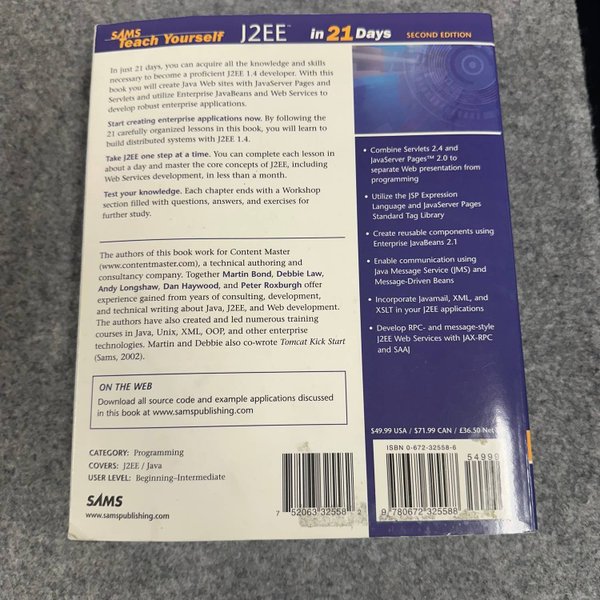 SAMS
Teach Yourself J2EE™ in 21 Days SECOND EDITION
In just 21 days, you can acquire all the knowledge and skills
necessary to become a proficient J2EE 1.4 developer. With this
book you will create Java Web sites with JavaServer Pages and
Servlets and utilize Enterprise JavaBeans and Web Services to
develop robust enterprise applications.
Start creating enterprise applications now. By following the
21 carefully organized lessons in this book, you will learn to
build distributed systems with J2EE 1.4.
Take J2EE one step at a time. You can complete each lesson in
about a day and master the core concepts of J2EE, including
Web Services development, in less than a month.
Test your knowledge. Each chapter ends with a Workshop
section filled with questions, answers, and exercises for
further study.
The authors of this book work for Content Master
(www.contentmaster.com), a technical authoring and
consultancy company. Together Martin Bond, Debbie Law,
Andy Longshaw, Dan Haywood, and Peter Roxburgh offer
experience gained from years of consulting, development,
and technical writing about Java, J2EE, and Web development.
The authors have also created and led numerous training
courses in Java, Unix, XML, OOP, and other enterprise
technologies. Martin and Debbie also co-wrote Tomcat Kick Start
(Sams, 2002).
ON THE WEB
Download all source code and example applications discussed
in this book at www.samspublishing.com
CATEGORY: Programming
COVERS: J2EE / Java
USER LEVEL: Beginning–Intermediate
SAMS
www.samspublishing.com
7 52063 32558 2
• Combine Servlets 2.4 and
JavaServer Pages™ 2.0 to
separate Web presentation from
programming
• Utilize the JSP Expression
Language and JavaServer Pages
Standard Tag Library
• Create reusable components using
Enterprise JavaBeans 2.1
• Enable communication using
Java Message Service (JMS) and
Message-Driven Beans
• Incorporate Javamail, XML, and
XSLT in your J2EE applications
• Develop RPC- and message-style
J2EE Web Services with JAX-RPC
and SAAJ
$49.99 USA / $71.99 CAN / £36.50 Net
ISBN 0-672-32558-6
54999
9 780672 325588